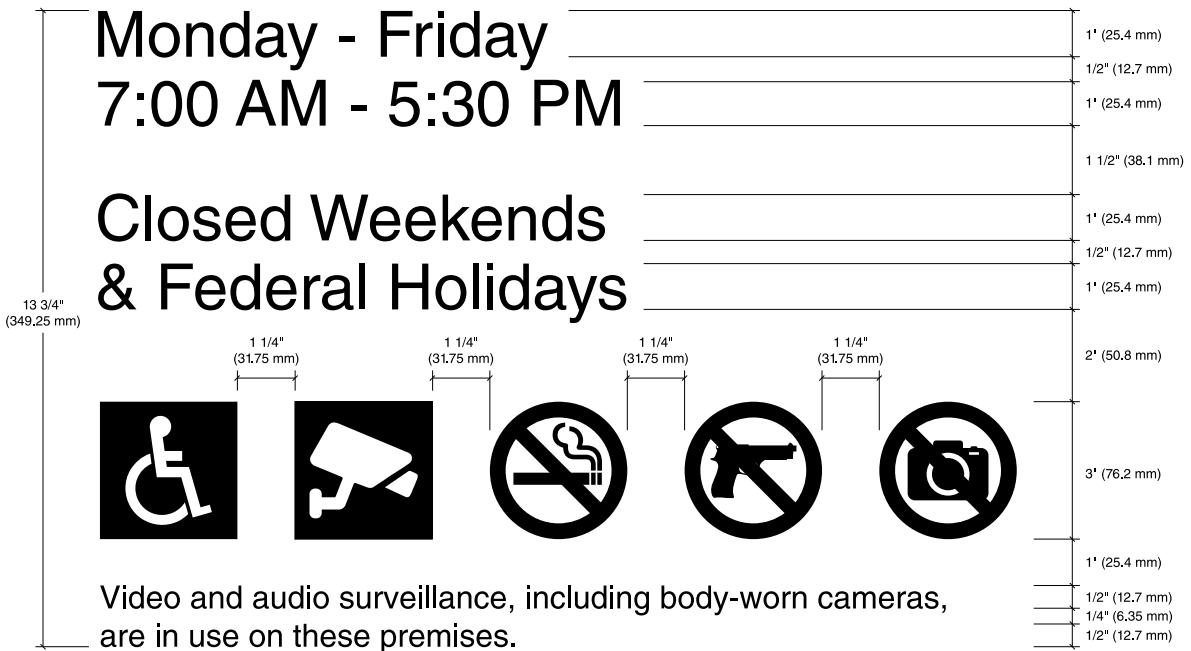 Monday - Friday
1" (25.4 mm)
1/2" (12.7 mm)
7:00 AM - 5:30 PM
1" (25.4 mm)
1 1/2" (38.1 mm)
Closed Weekends
1" (25.4 mm)
1/2" (12.7 mm)
& Federal Holidays
1" (25.4 mm)
13 3/4"
(349.25 mm)
1 1/4"
(31.75 mm)
1 1/4"
(31.75 mm)
1 1/4"
(31.75 mm)
1 1/4"
(31.75 mm)
2" (50.8 mm)
3" (76.2 mm)
1" (25.4 mm)
Video and audio surveillance, including body-worn cameras,
1/2" (12.7 mm)
1/4" (6.35 mm)
are in use on these premises.
1/2" (12.7 mm)